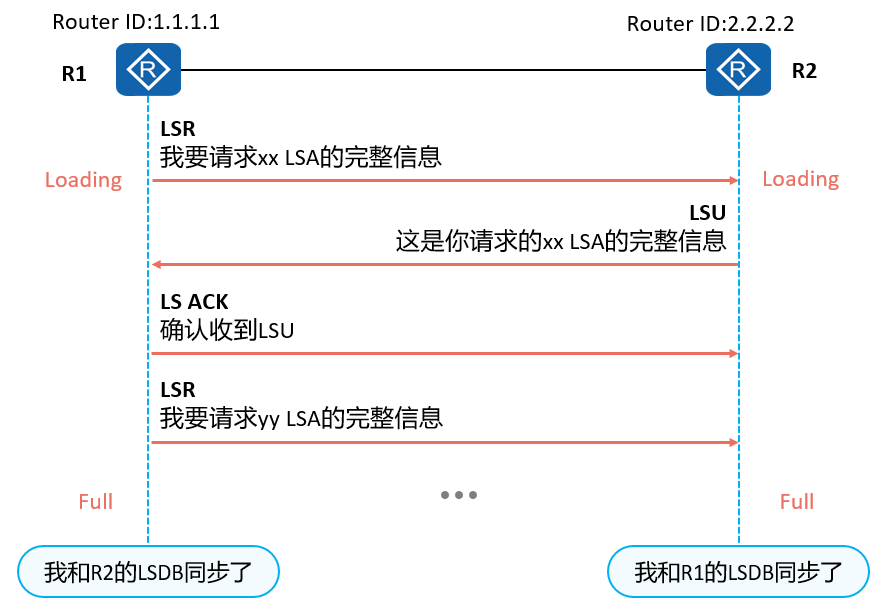 Router ID:1.1.1.1
Router ID:2.2.2.2
R1
R
R
R2
LSR
我要请求xx LSA的完整信息
Loading
Loading
LSU
这是你请求的xx LSA的完整信息
LS ACK
确认收到LSU
LSR
我要请求yy LSA的完整信息
Full
•••
Full
我和R2的LSDB同步了
我和R1的LSDB同步了